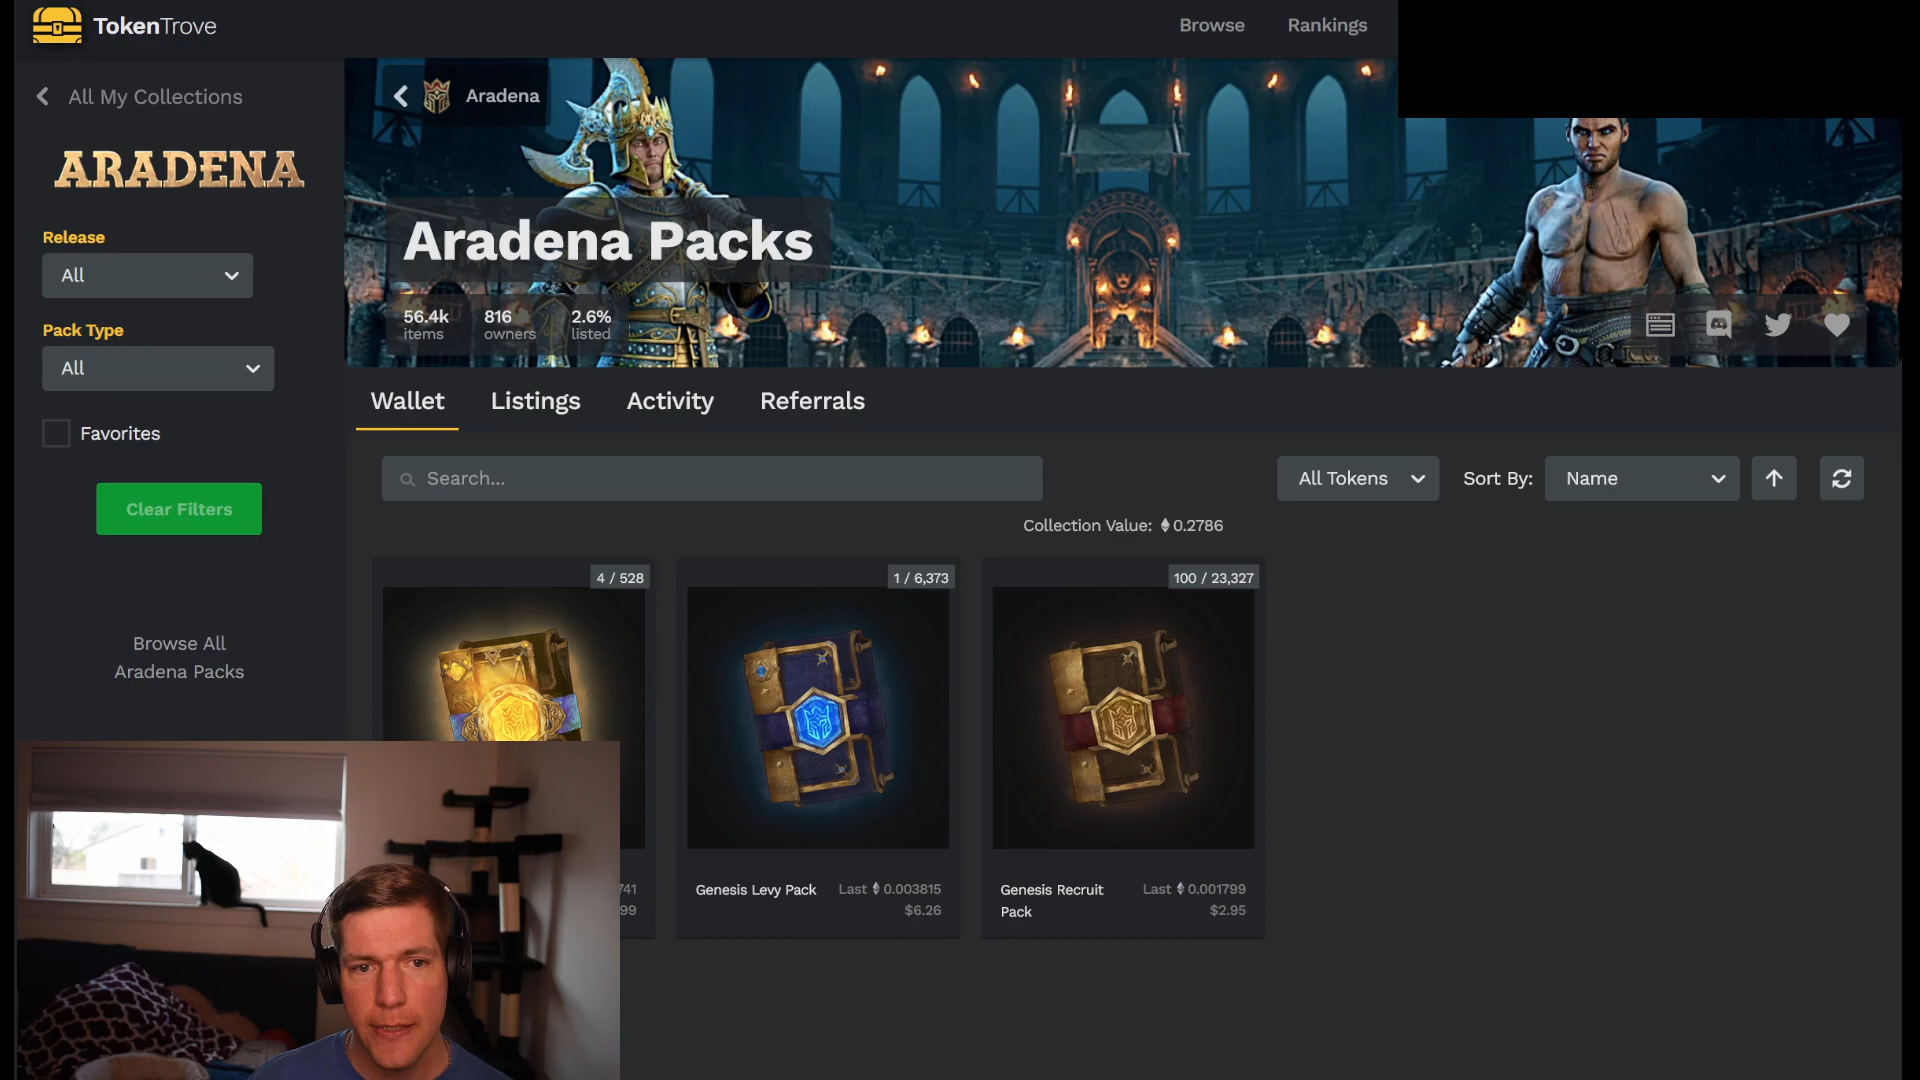 TokenTrove
Browse
Rankings
All My Collections
Aradena
ARADENA
Aradena Packs
Release
All
56.4k
items
816
owners
2.6%
listed
Pack Type
All
Wallet
Listings
Activity
Referrals
Favorites
Search...
All Tokens
Sort By:
Name
Clear Filters
Collection Value: 0.2786
4 / 528
1 / 6,373
100 / 23,327
Browse All
Aradena Packs
741
99
Genesis Levy Pack
Last 0.003815
$6.26
Genesis Recruit
Pack
Last 0.001799
$2.95